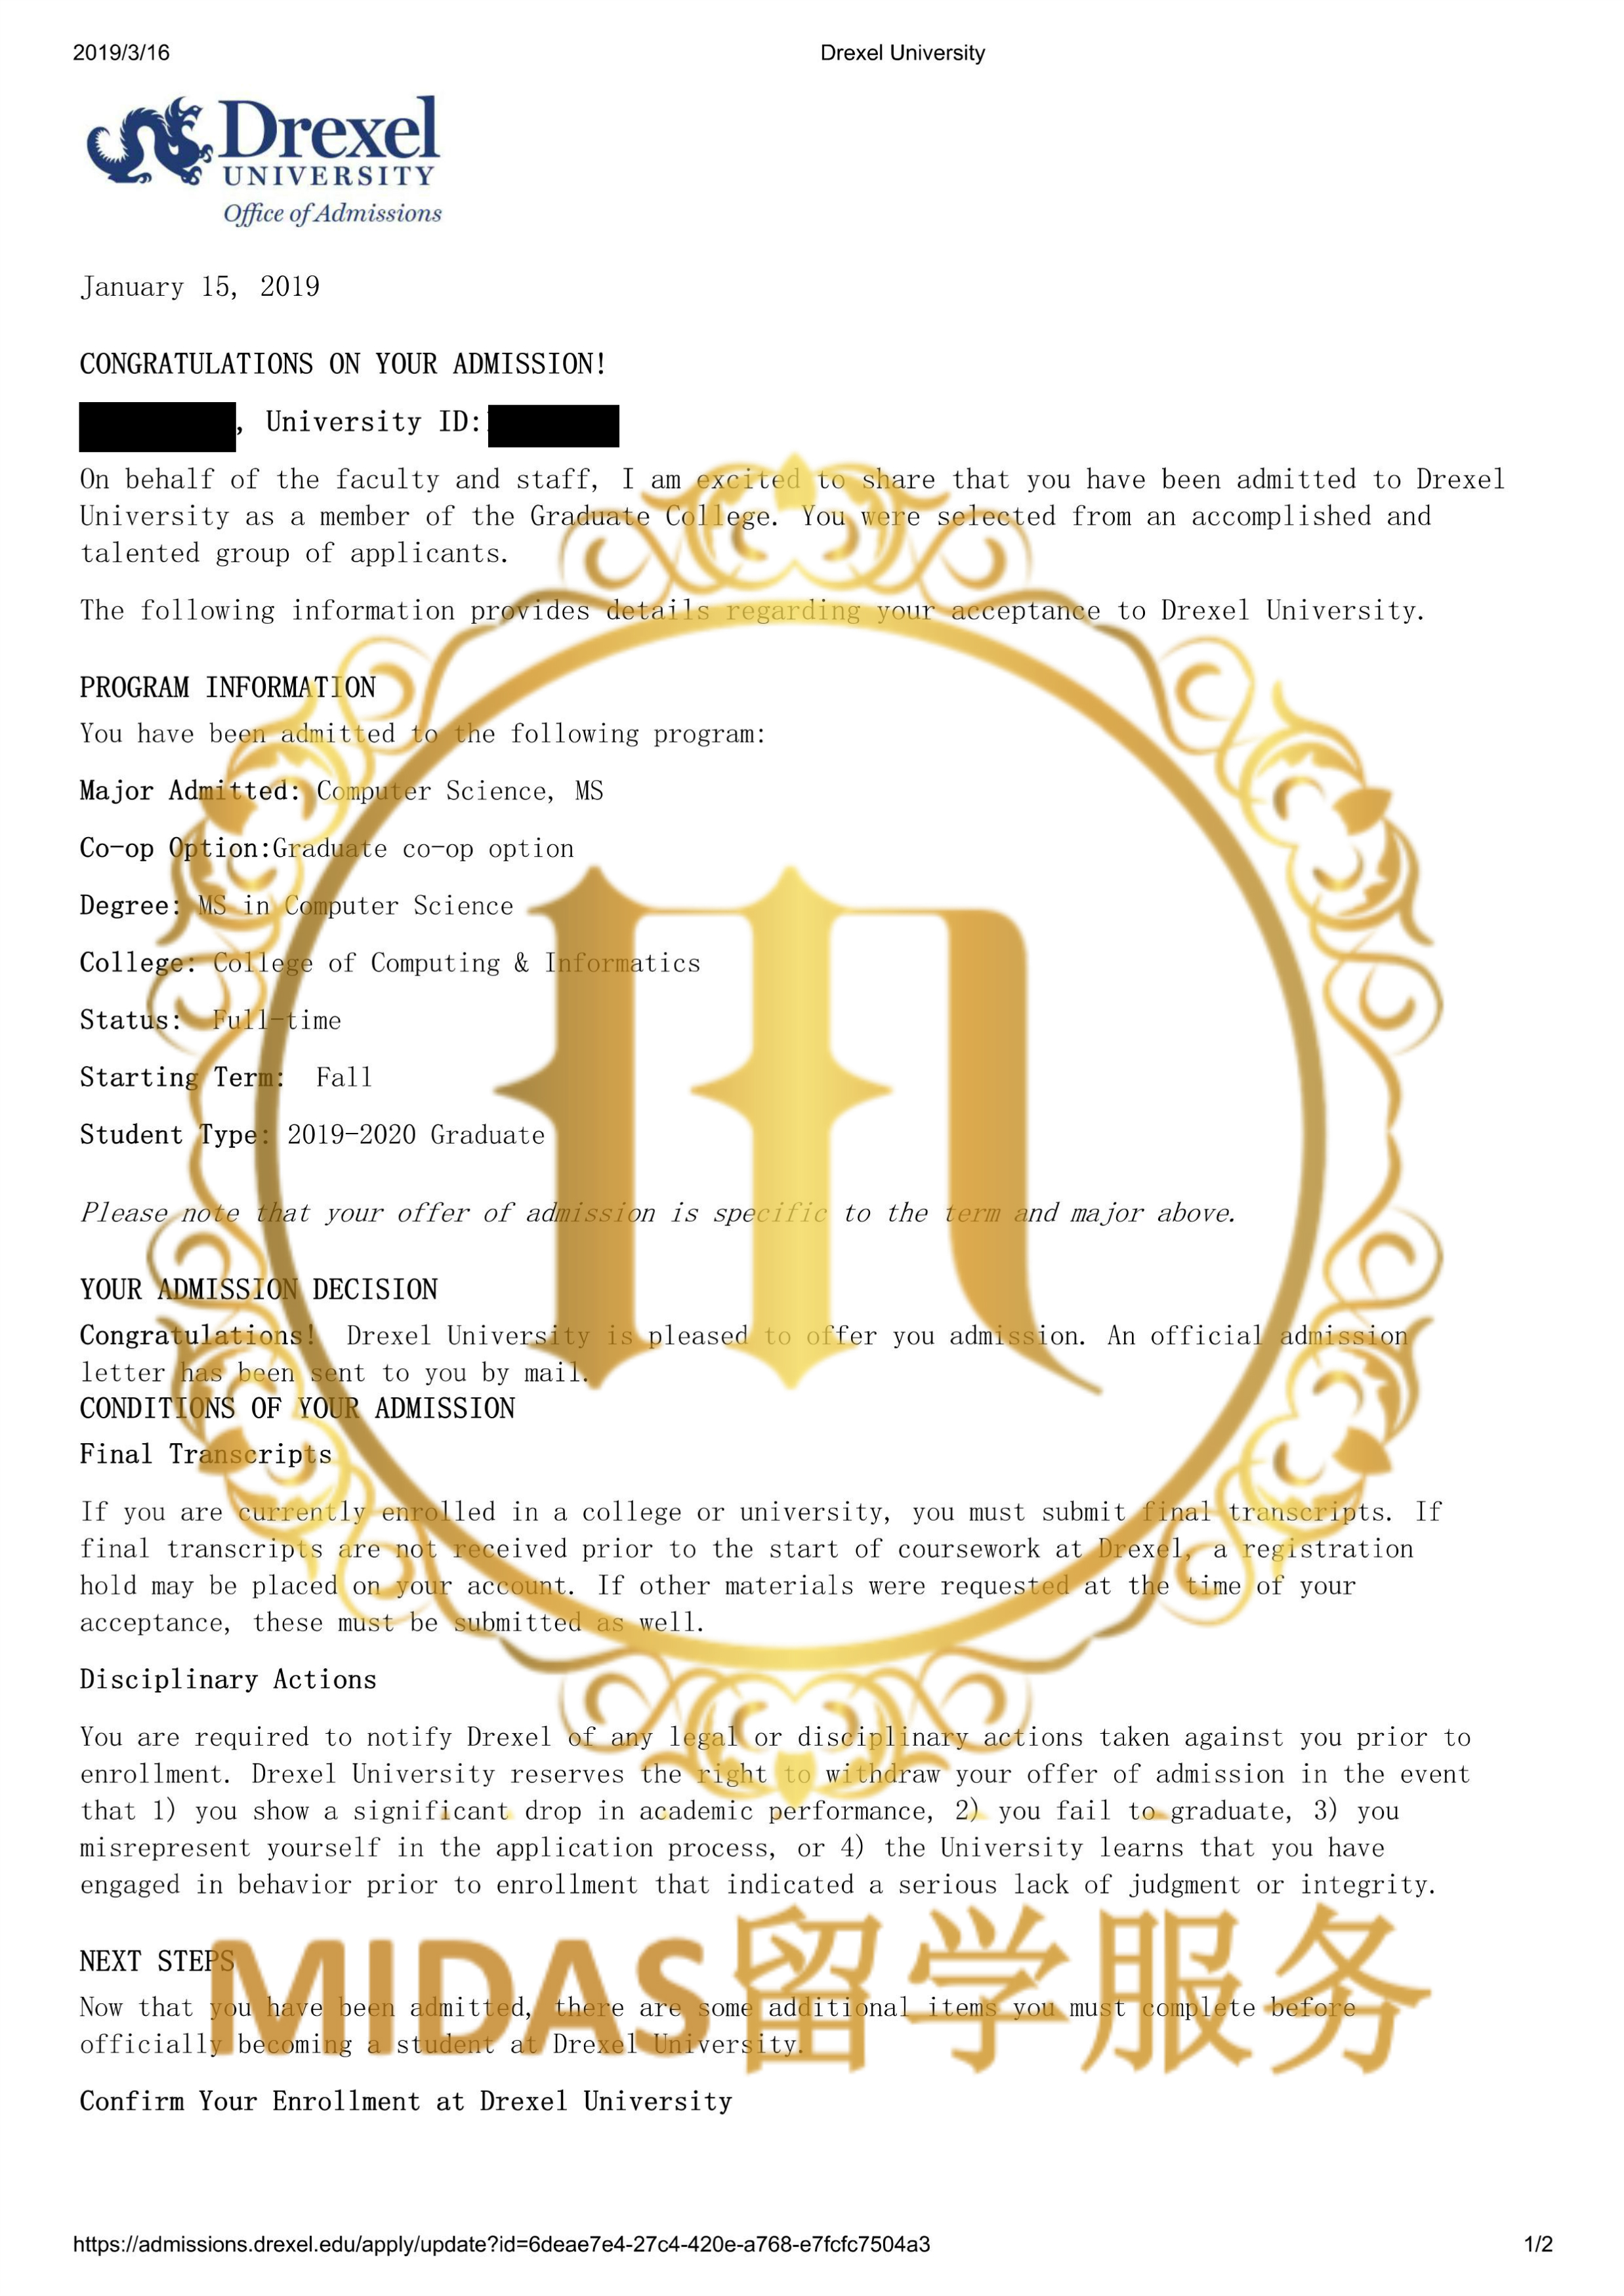 2019/3/16 Drexel University
Drexel
UNIVERSITY
Office of Admissions
January 15, 2019
CONGRATULATIONS ON YOUR ADMISSION!
, University ID:
On behalf of the faculty and staff, I am excited to share that you have been admitted to Drexel
University as a member of the Graduate College. You were selected from an accomplished and
talented group of applicants.
The following information provides details regarding your acceptance to Drexel University.
PROGRAM INFORMATION
You have been admitted to the following program:
Major Admitted: Computer Science, MS
Co-op Option:Graduate co-op option
Degree: MS in Computer Science
College: College of Computing & Informatics
Status: Full-time
Starting Term: Fall
Student Type: 2019-2020 Graduate
Please note that your offer of admission is specific to the term and major above.
YOUR ADMISSION DECISION
Congratulations! Drexel University is pleased to offer you admission. An official admission
letter has been sent to you by mail.
CONDITIONS OF YOUR ADMISSION
Final Transcripts
If you are currently enrolled in a college or university, you must submit final transcripts. If
final transcripts are not received prior to the start of coursework at Drexel, a registration
hold may be placed on your account. If other materials were requested at the time of your
acceptance, these must be submitted as well.
Disciplinary Actions
You are required to notify Drexel of any legal or disciplinary actions taken against you prior to
enrollment. Drexel University reserves the right to withdraw your offer of admission in the event
that 1) you show a significant drop in academic performance, 2) you fail to graduate, 3) you
misrepresent yourself in the application process, or 4) the University learns that you have
engaged in behavior prior to enrollment that indicated a serious lack of judgment or integrity.
MIDAS留学服务
NEXT STEPS
Now that you have been admitted, there are some additional items you must complete before
officially becoming a student at Drexel University.
Confirm Your Enrollment at Drexel University
https://admissions.drexel.edu/apply/update?id=6deae7e4-27c4-420e-a768-e7fcfc7504a3 1/2